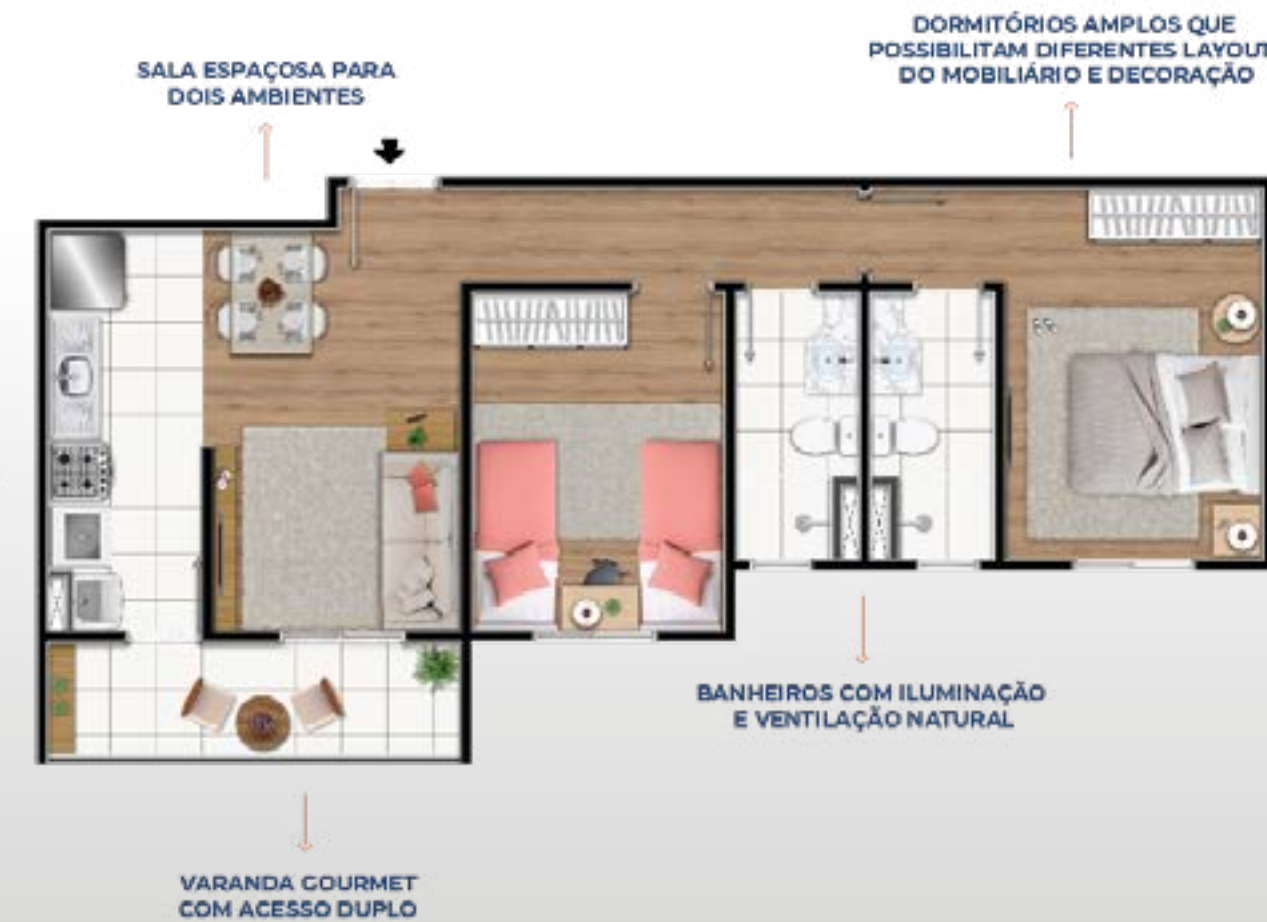 SALA ESPAÇOSA PARA
DOIS AMBIENTES
DORMITÓRIOS AMPLOS QUE
POSSIBILITAM DIFERENTES LAYOUT
DO MOBILIÁRIO E DECORAÇÃO
BANHEIROS COM ILUMINAÇÃO
E VENTILAÇÃO NATURAL
VARANDA GOURMET
COM ACESSO DUPLO